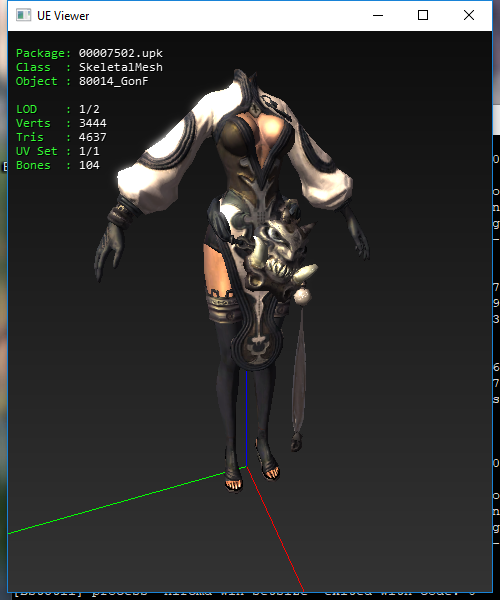 UE Viewer
Package: 00007502.upk
Class : SkeletalMesh
Object : 80014_GonF
LOD : 1/2
Verts : 3444
Tris : 4637
UV Set : 1/1
Bones : 104